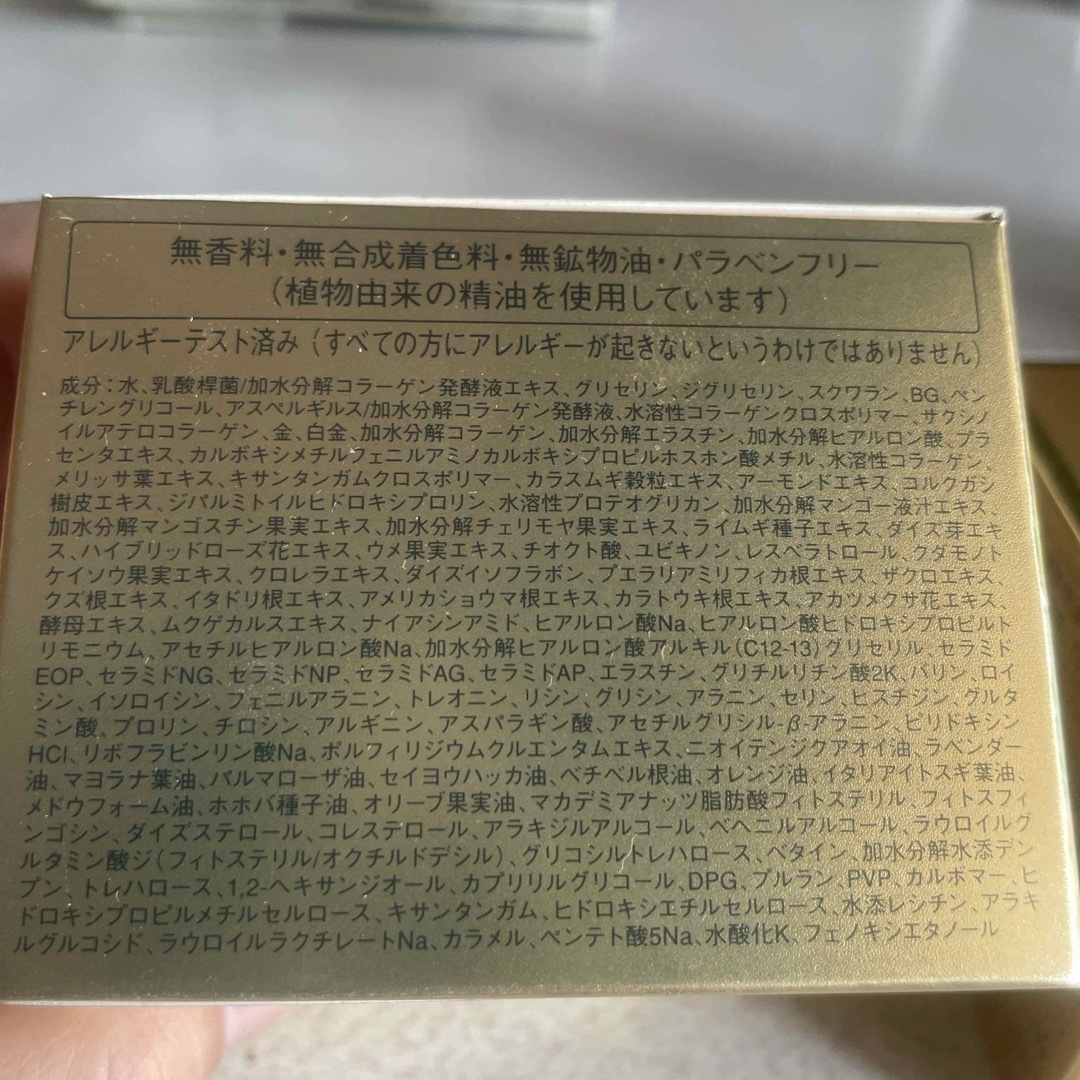 無香料・無合成着色料・無鉱物油・パラベンフリー
（植物由来の精油を使用しています）
アレルギーテスト済み（すべての方にアレルギーが起きないというわけではありません）
成分：水、乳酸桿菌/加水分解コラーゲン発酵液エキス、グリセリン、ジグリセリン、スクワラン、BG、ペン
チレングリコール、アスペルギルス/加水分解コラーゲン発酵液、水溶性コラーゲンクロスポリマー、サクシノ
イルアテロコラーゲン、金、白金、加水分解コラーゲン、加水分解エラスチン、加水分解ヒアルロン酸、プラ
センタエキス、カルボキシメチルフェニルアミノカルボキシプロピルホスホン酸メチル、水溶性コラーゲン、
メリッサ葉エキス、キサンタンガムクロスポリマー、カラスムギ穀粒エキス、アーモンドエキス、コルクガシ
樹皮エキス、ジパルミトイルヒドロキシプロリン、水溶性プロテオグリカン、加水分解マンゴー液汁エキス、
加水分解マンゴスチン果実エキス、加水分解チェリモヤ果実エキス、ライムギ種子エキス、ダイズ芽エキ
ス、ハイブリッドローズ花エキス、ウメ果実エキス、チオクト酸、ユビキノン、レスベラトロール、クダモノト
ケイソウ果実エキス、クロレラエキス、ダイズイソフラボン、プエラリアミリフィカ根エキス、ザクロエキス、
クズ根エキス、イタドリ根エキス、アメリカショウマ根エキス、カラトウキ根エキス、アカツメクサ花エキス、
酵母エキス、ムクゲカルスエキス、ナイアシンアミド、ヒアルロン酸Na、ヒアルロン酸ヒドロキシプロピルト
リモニウム、アセチルヒアルロン酸Na、加水分解ヒアルロン酸アルキル（C12-13）グリセリル、セラミド
EOP、セラミドNG、セラミドNP、セラミドAG、セラミドAP、エラスチン、グリチルリチン酸2K、バリン、ロイ
シン、イソロイシン、フェニルアラニン、トレオニン、リシン、グリシン、アラニン、セリン、ヒスチジン、グルタ
ミン酸、プロリン、チロシン、アルギニン、アスパラギン酸、アセチルグリシル-β-アラニン、ピリドキシン
HCl、リボフラビンリン酸Na、ポルフィリジウムクルエンタムエキス、ニオイテンジクアオイ油、ラベンダー
油、マヨラナ葉油、パルマローザ油、セイヨウハッカ油、ベチベル根油、オレンジ油、イタリアイトスギ葉油、
メドウフォーム油、ホホバ種子油、オリーブ果実油、マカデミアナッツ脂肪酸フィトステリル、フィトスフィ
ンゴシン、ダイズステロール、コレステロール、アラキジルアルコール、ベヘニルアルコール、ラウロイルグ
ルタミン酸ジ（フィトステリル/オクチルドデシル）、グリコシルトレハロース、ベタイン、加水分解水添デン
プン、トレハロース、1,2-ヘキサンジオール、カプリリルグリコール、DPG、プルラン、PVP、カルボマー、ヒ
ドロキシプロピルメチルセルロース、キサンタンガム、ヒドロキシエチルセルロース、水添レシチン、アラキ
ルグルコシド、ラウロイルラクチレートNa、カラメル、ペンテト酸5Na、水酸化K、フェノキシエタノール